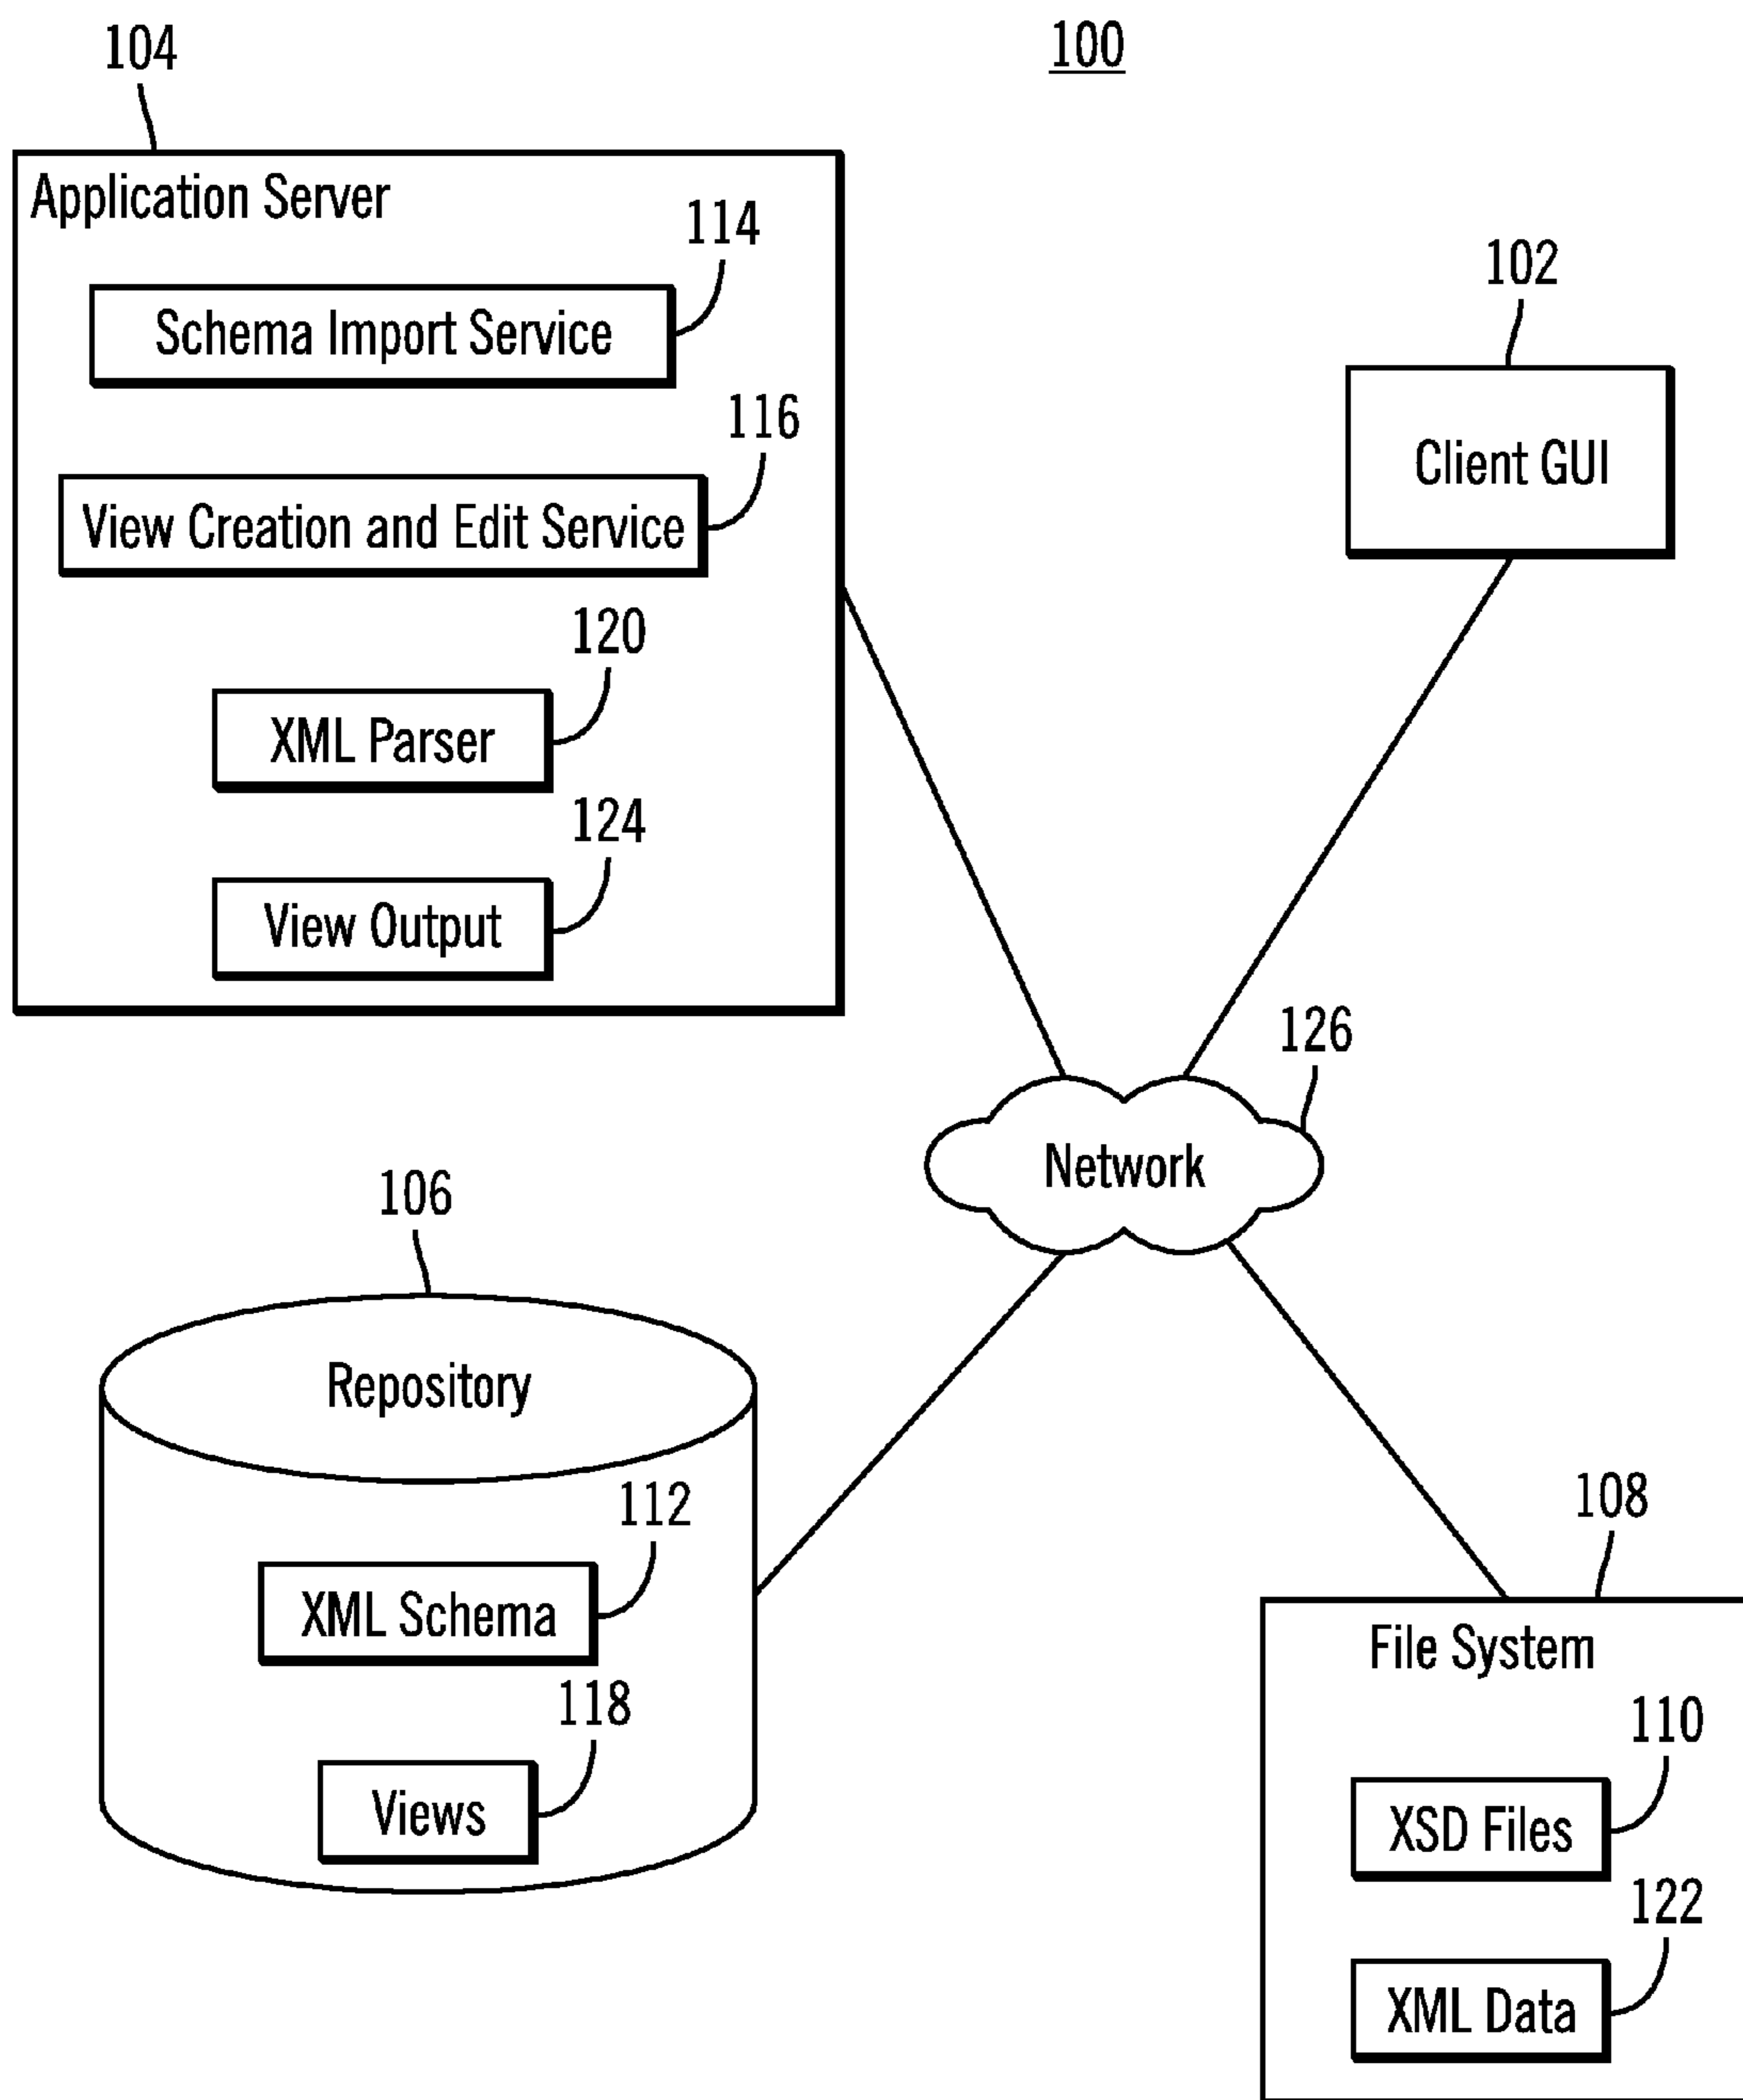 100
104
Application Server
114
Schema Import Service
116
View Creation and Edit Service
120
XML Parser
124
View Output
102
Client GUI
126
Network
106
Repository
112
XML Schema
118
Views
108
File System
110
XSD Files
122
XML Data